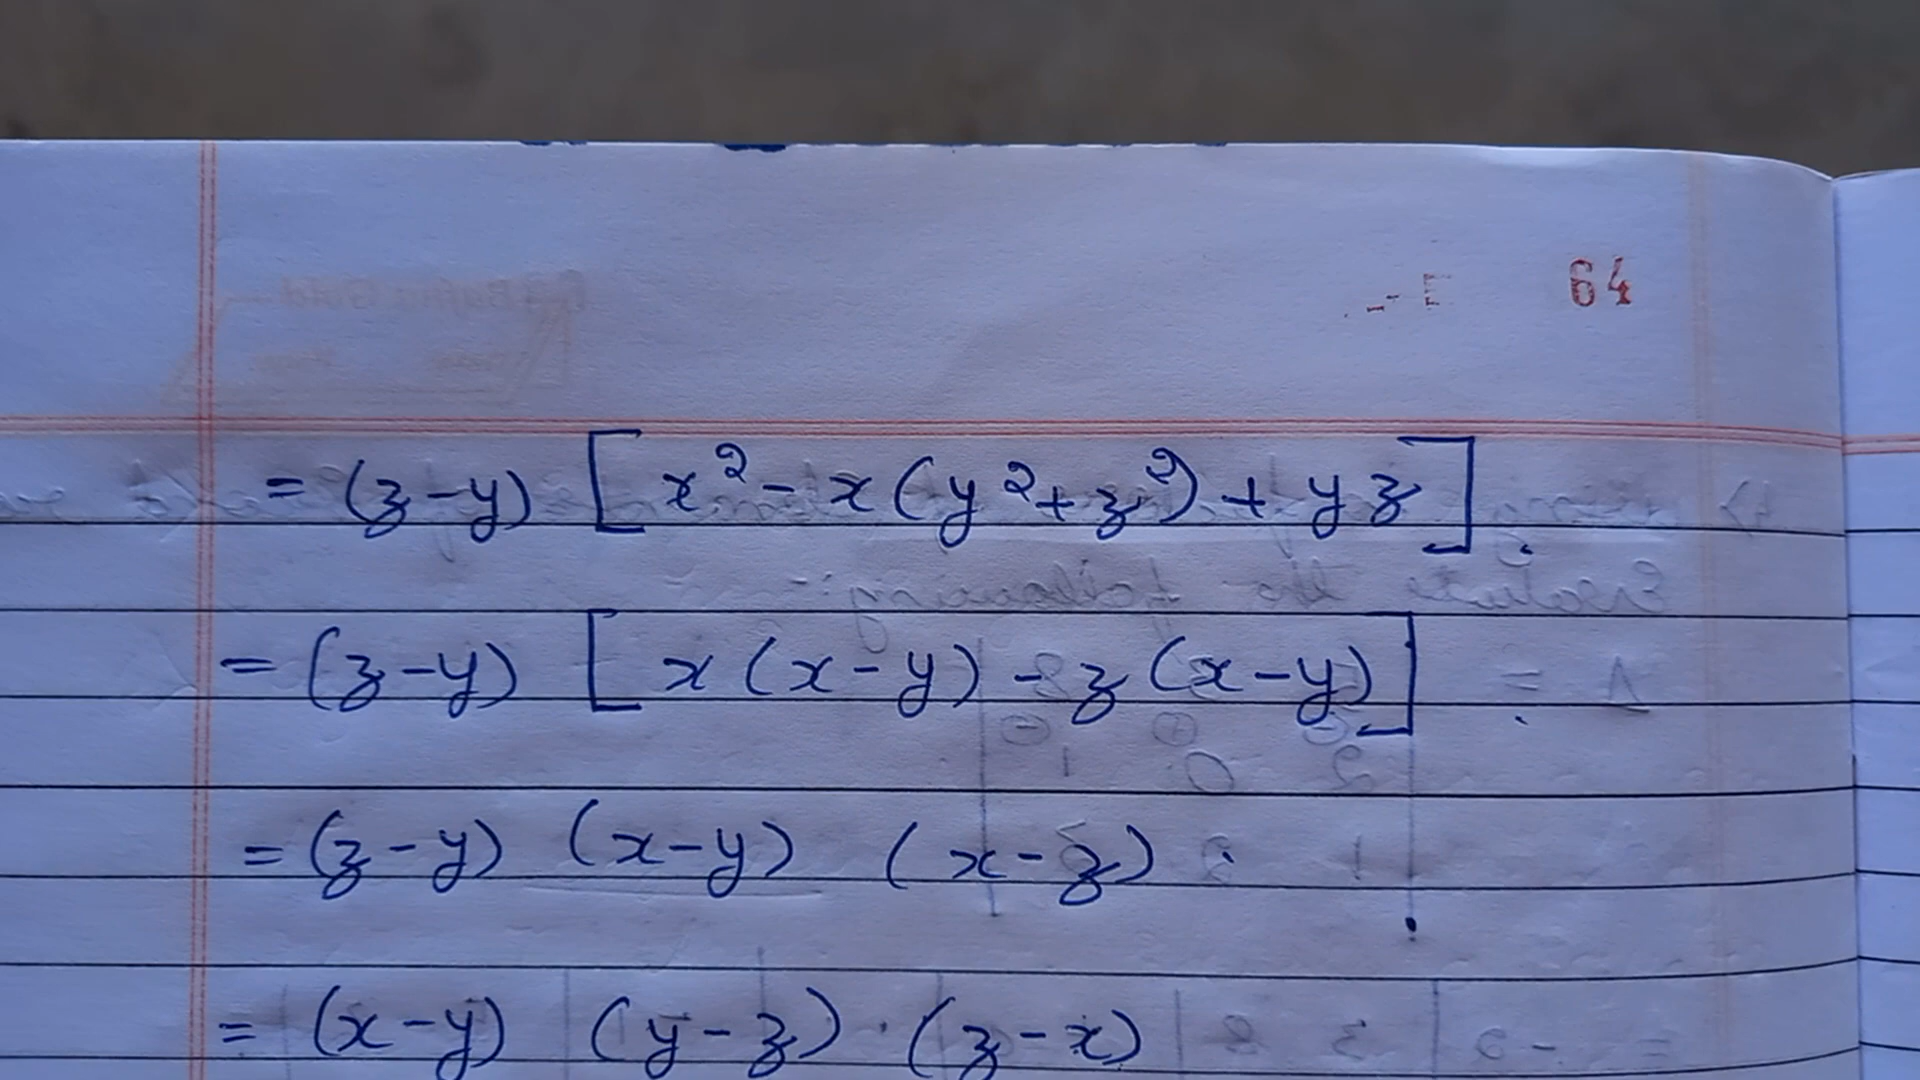 64
= (z-y) [x² - x(y²+z²) + yz].
= (z-y) [x(x-y) - z(x-y)]
= (z-y) (x-y) (x-z).
= (x-y) (y-z).(z-x)